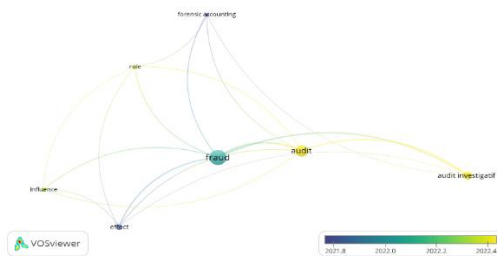 forensic accounting
role
fraud
audit
audit investigatif
influence
effect
VOSviewer
2021.8 2022.0 2022.2 2022.4